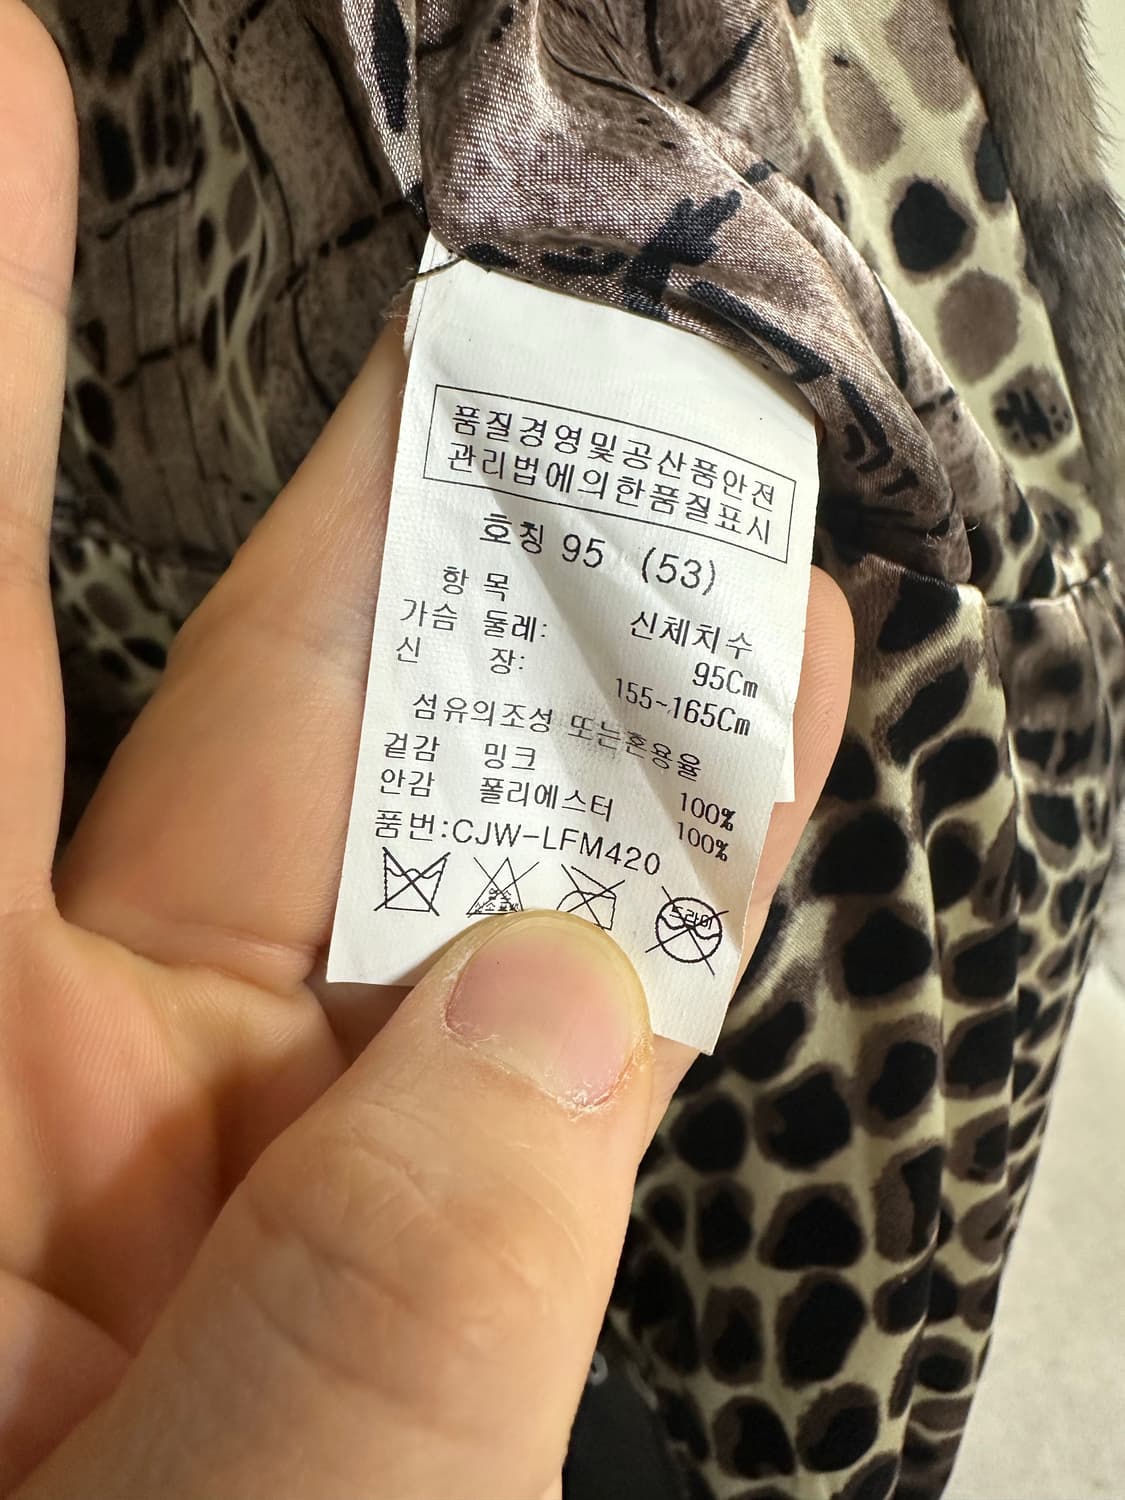 품질경영및공산품안전
관리법에의한품질표시
호칭 95 (53)
항 목 신체치수
가슴 둘레: 95Cm
신 장: 155~165Cm
섬유의조성 또는혼용율
겉감 밍크 100%
안감 폴리에스터 100%
품번:CJW-LFM420
드라이